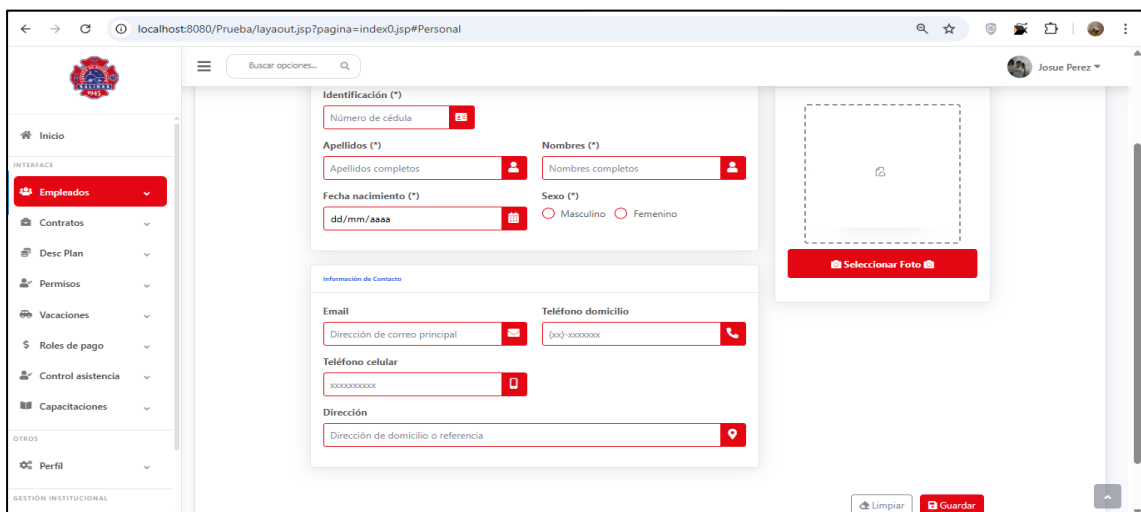 localhost:8080/Prueba/layaout.jsp?pagina=index0.jsp#Personal
SALINAS
1945
Buscar opciones...
Josue Perez
Inicio
INTERFACE
Empleados
Contratos
Desc Plan
Permisos
Vacaciones
Roles de pago
Control asistencia
Capacitaciones
OTROS
Perfil
GESTIÓN INSTITUCIONAL
Identificación (*)
Número de cédula
Apellidos (*) Nombres (*)
Apellidos completos Nombres completos
Fecha nacimiento (*) Sexo (*)
dd/mm/aaaa Masculino Femenino
Seleccionar Foto
Información de Contacto
Email Teléfono domicilio
Dirección de correo principal (xx)-xxxxxxx
Teléfono celular
xxxxxxxxxx
Dirección
Dirección de domicilio o referencia
Limpiar Guardar